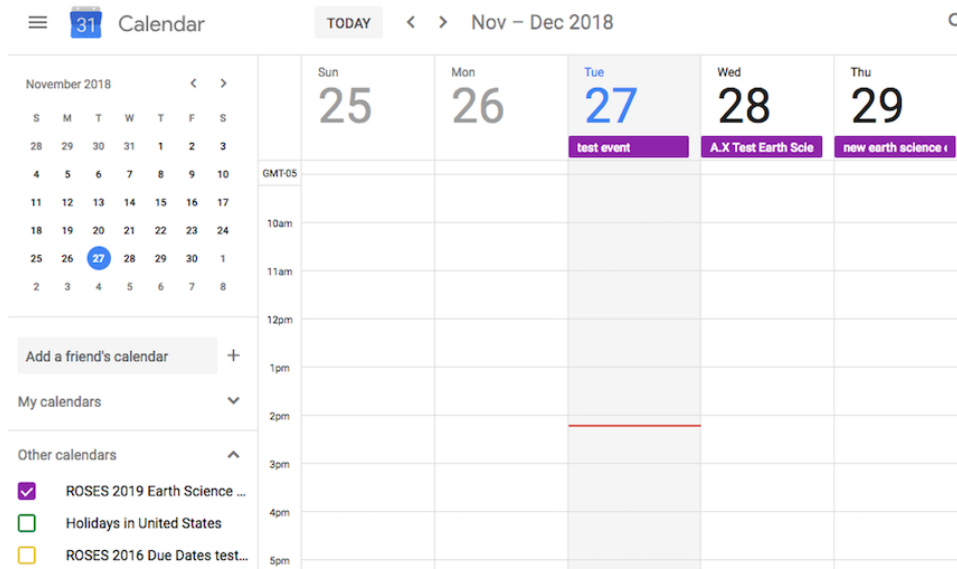 31 Calendar TODAY < > Nov – Dec 2018
November 2018 < >
S M T W T F S
28 29 30 31 1 2 3
4 5 6 7 8 9 10
11 12 13 14 15 16 17
18 19 20 21 22 23 24
25 26 27 28 29 30 1
2 3 4 5 6 7 8
Add a friend's calendar +
My calendars
Other calendars
ROSES 2019 Earth Science ...
Holidays in United States
ROSES 2016 Due Dates test...
Sun Mon Tue Wed Thu
25 26 27 28 29
test event A.X Test Earth Scie new earth science
GMT-05
10am
11am
12pm
1pm
2pm
3pm
4pm
5pm